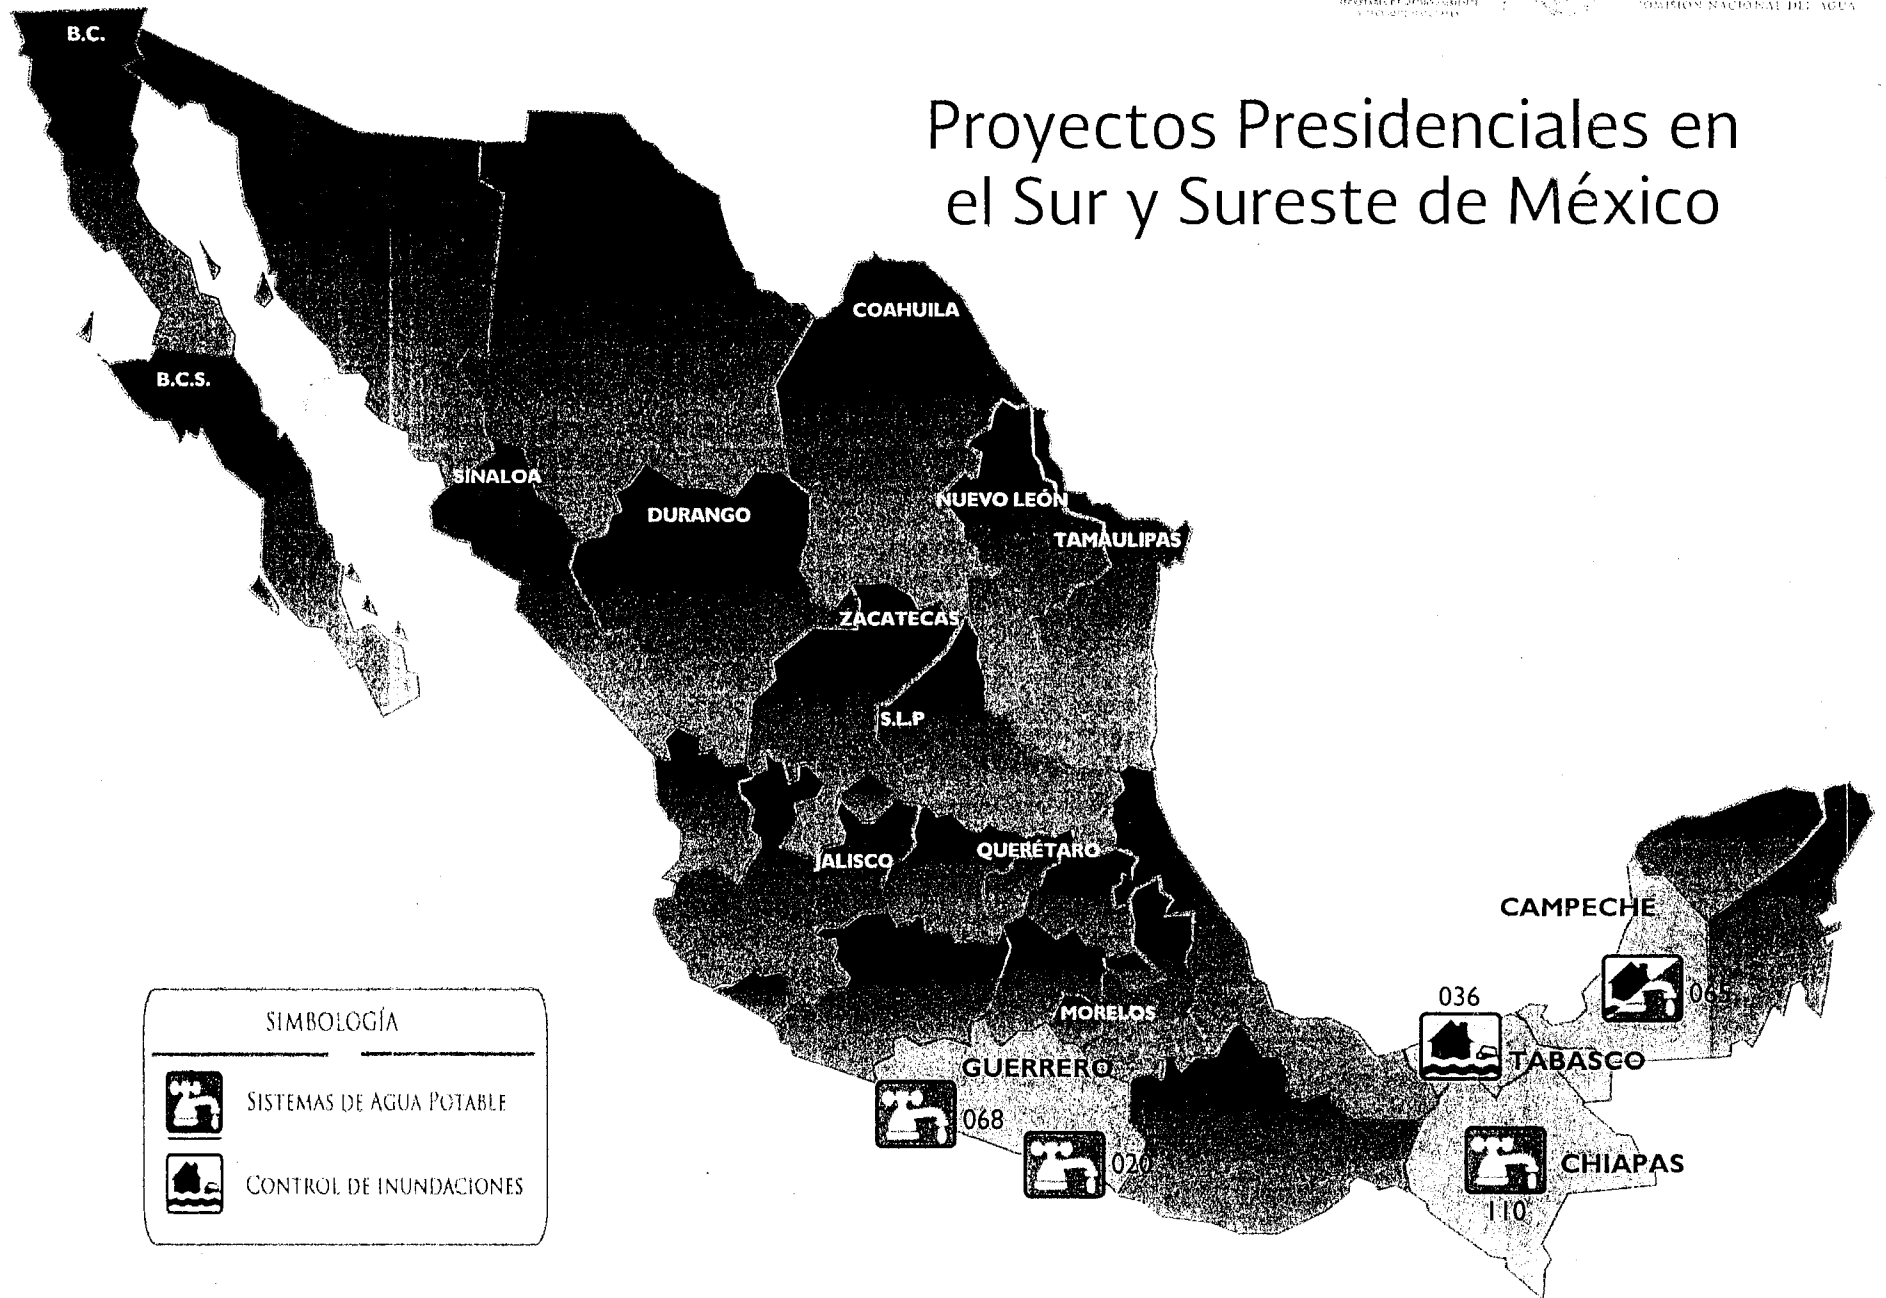 COMISIÓN NACIONAL DEL AGUA
Proyectos Presidenciales en
el Sur y Sureste de México
B.C.
COAHUILA
B.C.S.
SINALOA
DURANGO
NUEVO LEÓN
TAMAULIPAS
ZACATECAS
S.L.P
JALISCO
QUERÉTARO
CAMPECHE
065
036
MORELOS
TABASCO
GUERRERO
068
020
CHIAPAS
110
SIMBOLOGÍA
SISTEMAS DE AGUA POTABLE
CONTROL DE INUNDACIONES